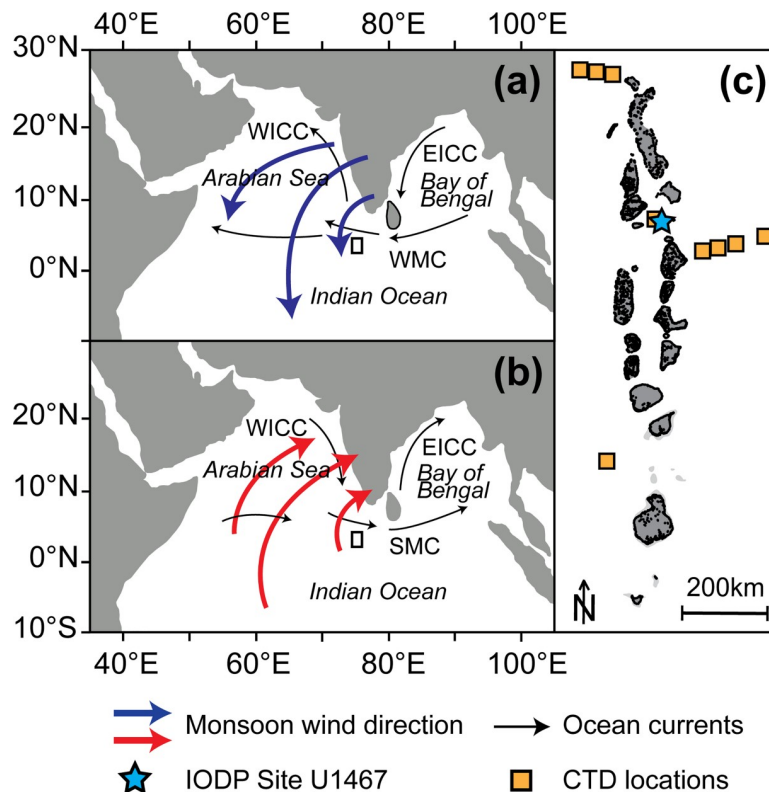 40°E 60°E 80°E 100°E
30°N
(a)
(c)
20°N
WICC
EICC
Arabian Sea
Bay of
Bengal
10°N
WMC
0°N
Indian Ocean
(b)
20°N
WICC
EICC
Arabian Sea
Bay of
Bengal
10°N
SMC
0°N
Indian Ocean
10°S
N
200km
40°E 60°E 80°E 100°E
Monsoon wind direction
Ocean currents
IODP Site U1467
CTD locations